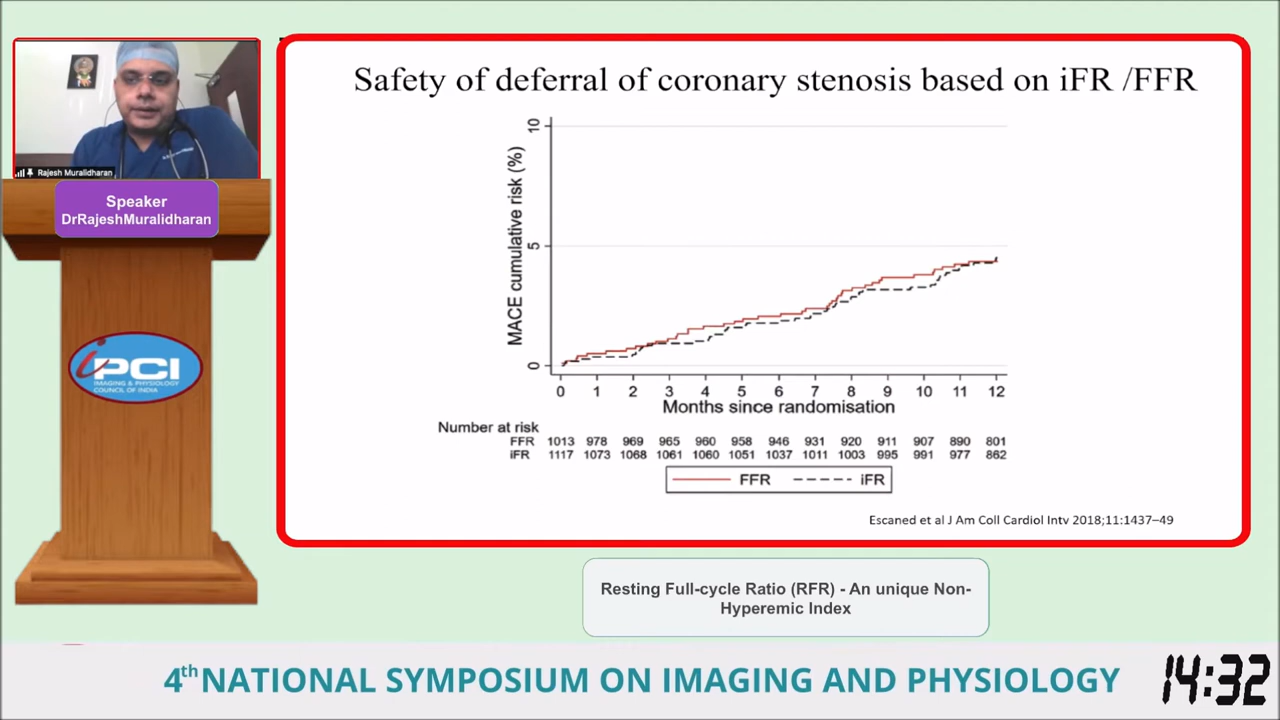 Rajesh Muralidharan
Speaker
DrRajeshMuralidharan
iPCI
IMAGING & PHYSIOLOGY
COUNCIL OF INDIA
Safety of deferral of coronary stenosis based on iFR /FFR
MACE cumulative risk (%)
10
5
0
0 1 2 3 4 5 6 7 8 9 10 11 12
Months since randomisation
Number at risk
FFR 1013 978 969 965 960 958 946 931 920 911 907 890 801
iFR 1117 1073 1068 1061 1060 1051 1037 1011 1003 995 991 977 862
FFR iFR
Escaned et al J Am Coll Cardiol Intv 2018;11:1437–49
Resting Full-cycle Ratio (RFR) - An unique Non-
Hyperemic Index
4th NATIONAL SYMPOSIUM ON IMAGING AND PHYSIOLOGY
14:32